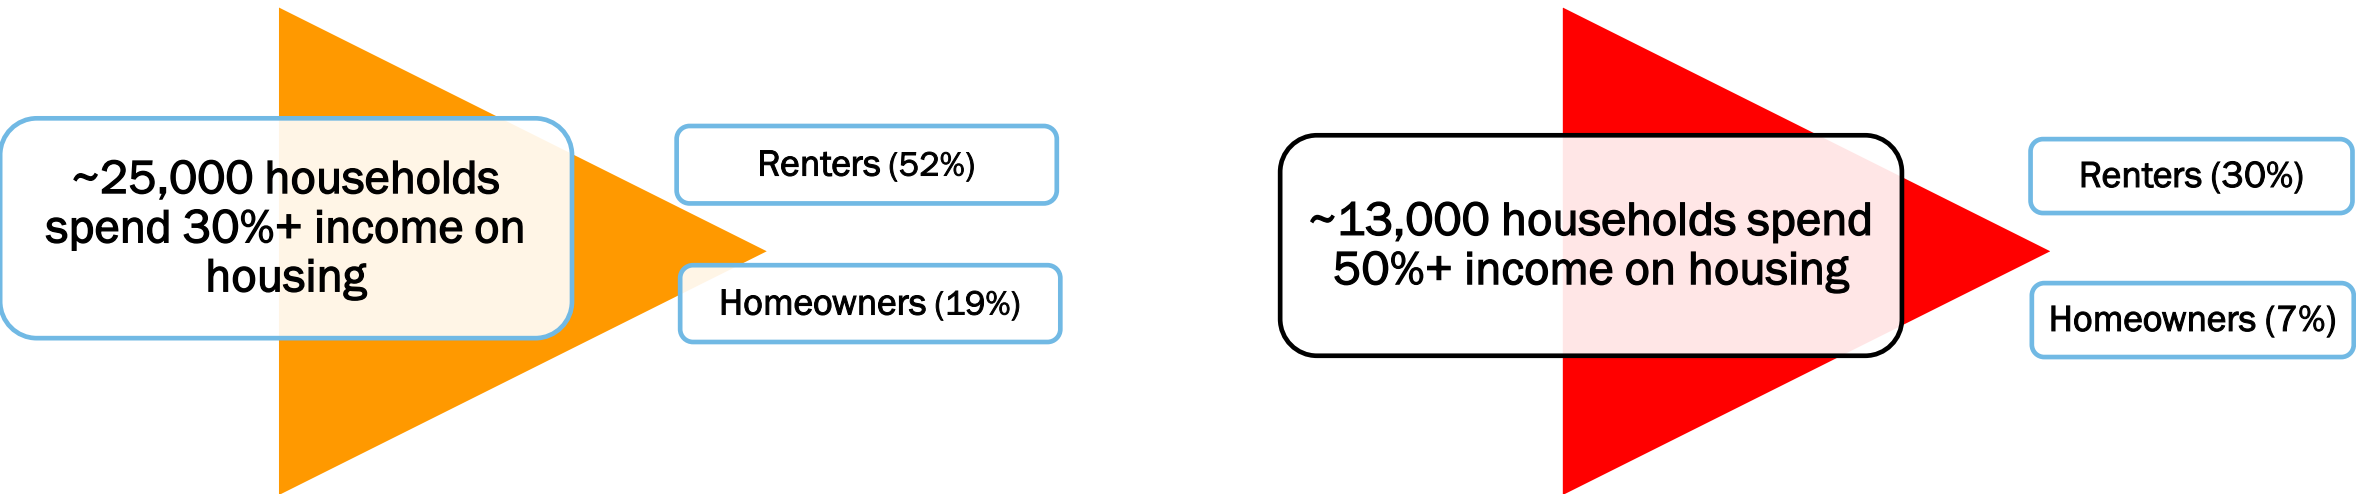 ~25,000 households
spend 30%+ income on
housing
Renters (52%)
Homeowners (19%)
~13,000 households spend
50%+ income on housing
Renters (30%)
Homeowners (7%)